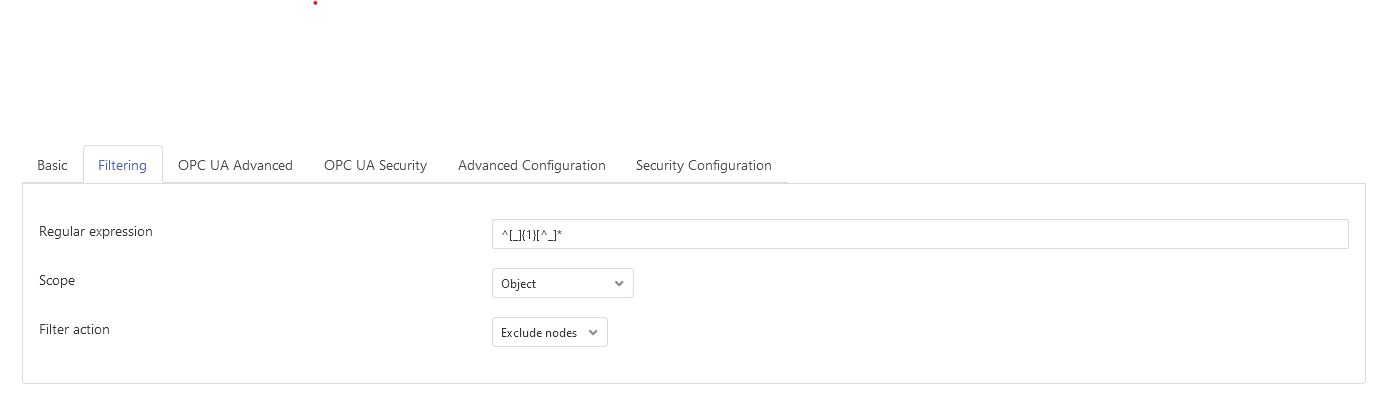 Basic Filtering OPC UA Advanced OPC UA Security Advanced Configuration Security Configuration
Regular expression ^[_]{1}[^_]*
Scope Object
Filter action Exclude nodes